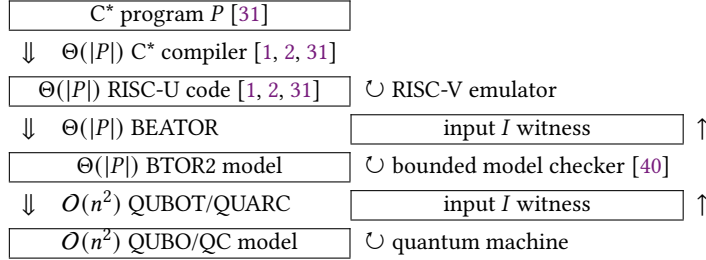 C* program P [31]
⇓ Θ(|P|) C* compiler [1, 2, 31]
Θ(|P|) RISC-U code [1, 2, 31] ↻ RISC-V emulator
⇓ Θ(|P|) BEATOR input I witness ↑
Θ(|P|) BTOR2 model ↻ bounded model checker [40]
⇓ O(n²) QUBOT/QUARC input I witness ↑
O(n²) QUBO/QC model ↻ quantum machine